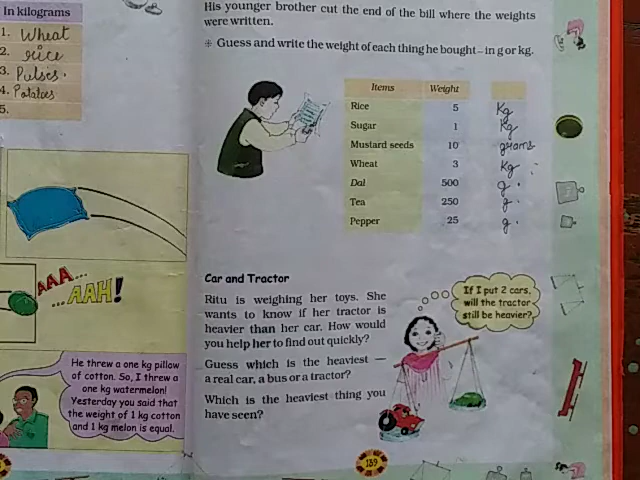 In kilograms
1. Wheat
2. rice
3. Pulses.
4. Potatoes
5.
AAA...
...AAH!
He threw a one kg pillow
of cotton. So, I threw a
one kg watermelon!
Yesterday you said that
the weight of 1 kg cotton
and 1 kg melon is equal.
His younger brother cut the end of the bill where the weights
were written.
* Guess and write the weight of each thing he bought – in g or kg.
Items Weight
Rice 5 Kg
Sugar 1 Kg
Mustard seeds 10 grams
Wheat 3 Kg
Dal 500 g.
Tea 250 g.
Pepper 25 g.
Car and Tractor
Ritu is weighing her toys. She
wants to know if her tractor is
heavier than her car. How would
you help her to find out quickly?
Guess which is the heaviest —
a real car, a bus or a tractor?
Which is the heaviest thing you
have seen?
If I put 2 cars,
will the tractor
still be heavier?
139